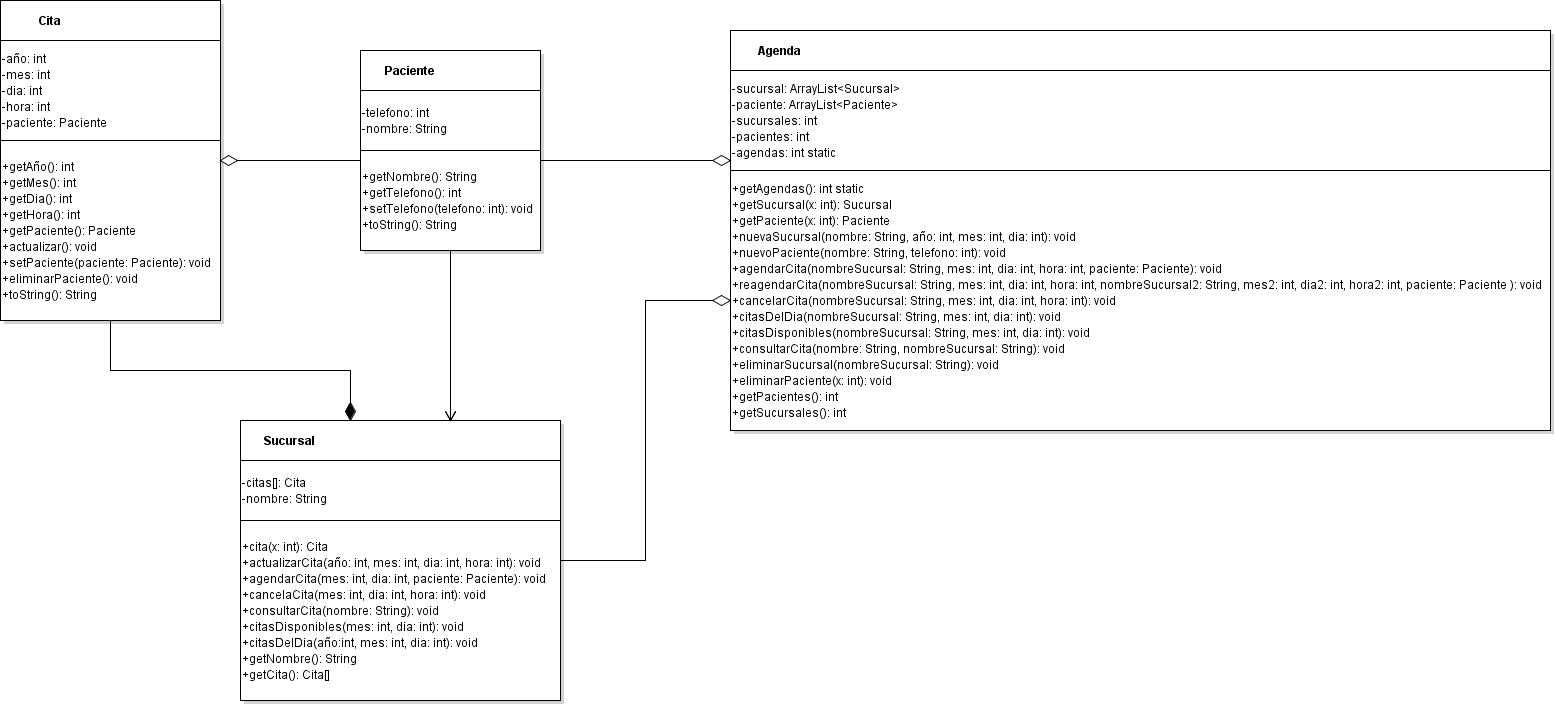 Cita
-año: int
-mes: int
-dia: int
-hora: int
-paciente: Paciente
+getAño(): int
+getMes(): int
+getDia(): int
+getHora(): int
+getPaciente(): Paciente
+actualizar(): void
+setPaciente(paciente: Paciente): void
+eliminarPaciente(): void
+toString(): String
Paciente
-telefono: int
-nombre: String
+getNombre(): String
+getTelefono(): int
+setTelefono(telefono: int): void
+toString(): String
Agenda
-sucursal: ArrayList<Sucursal>
-paciente: ArrayList<Paciente>
-sucursales: int
-pacientes: int
-agendas: int static
+getAgendas(): int static
+getSucursal(x: int): Sucursal
+getPaciente(x: int): Paciente
+nuevaSucursal(nombre: String, año: int, mes: int, dia: int): void
+nuevoPaciente(nombre: String, telefono: int): void
+agendarCita(nombreSucursal: String, mes: int, dia: int, hora: int, paciente: Paciente): void
+reagendarCita(nombreSucursal: String, mes: int, dia: int, hora: int, nombreSucursal2: String, mes2: int, dia2: int, hora2: int, paciente: Paciente ): void
+cancelarCita(nombreSucursal: String, mes: int, dia: int, hora: int): void
+citasDelDia(nombreSucursal: String, mes: int, dia: int): void
+citasDisponibles(nombreSucursal: String, mes: int, dia: int): void
+consultarCita(nombre: String, nombreSucursal: String): void
+eliminarSucursal(nombreSucursal: String): void
+eliminarPaciente(x: int): void
+getPacientes(): int
+getSucursales(): int
Sucursal
-citas[]: Cita
-nombre: String
+cita(x: int): Cita
+actualizarCita(año: int, mes: int, dia: int, hora: int): void
+agendarCita(mes: int, dia: int, paciente: Paciente): void
+cancelaCita(mes: int, dia: int, hora: int): void
+consultarCita(nombre: String): void
+citasDisponibles(mes: int, dia: int): void
+citasDelDia(año:int, mes: int, dia: int): void
+getNombre(): String
+getCita(): Cita[]